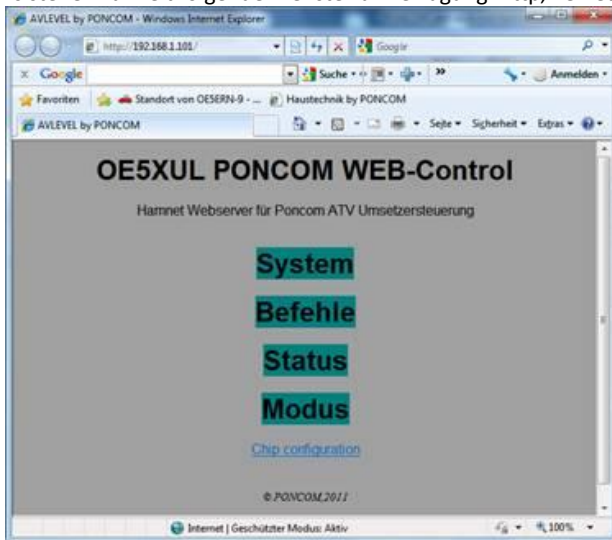 AVLEVEL by PONCOM - Windows Internet Explorer
http://192.168.1.101/
Google
Google
Suche
Anmelden
Favoriten
Standort von OE5ERN-9 - ...
Haustechnik by PONCOM
AVLEVEL by PONCOM
Seite
Sicherheit
Extras
OE5XUL PONCOM WEB-Control
Hamnet Webserver für Poncom ATV Umsetzersteuerung
System
Befehle
Status
Modus
Chip configuration
© PONCOM,2011
Internet | Geschützter Modus: Aktiv
100%